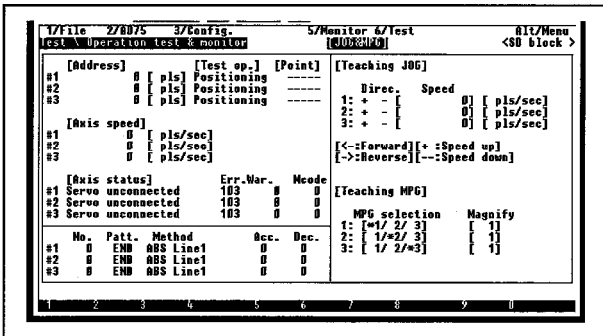 1/File 2/AD75 3/Config. 5/Monitor 6/Test Alt/Menu
Test \ Operation test & monitor [JOG&MPG] <SD block >
[Address] [Test op.] [Point] [Teaching JOG]
#1 0 [ pls] Positioning -----
#2 0 [ pls] Positioning ----- Direc. Speed
#3 0 [ pls] Positioning ----- 1: + - [ 0] [ pls/sec]
2: + - [ 0] [ pls/sec]
[Axis speed] 3: + - [ 0] [ pls/sec]
#1 0 [ pls/sec]
#2 0 [ pls/sec] [<-:Forward][+ :Speed up]
#3 0 [ pls/sec] [->:Reverse][--:Speed down]
[Axis status] Err.War. Mcode
#1 Servo unconnected 103 0 0 [Teaching MPG]
#2 Servo unconnected 103 0 0
#3 Servo unconnected 103 0 0 MPG selection Magnify
No. Patt. Method Acc. Dec. 1: [*1/ 2/ 3] [ 1]
#1 0 END ABS Line1 0 0 2: [ 1/*2/ 3] [ 1]
#2 0 END ABS Line1 0 0 3: [ 1/ 2/*3] [ 1]
#3 0 END ABS Line1 0 0
1 2 3 4 5 6 7 8 9 0